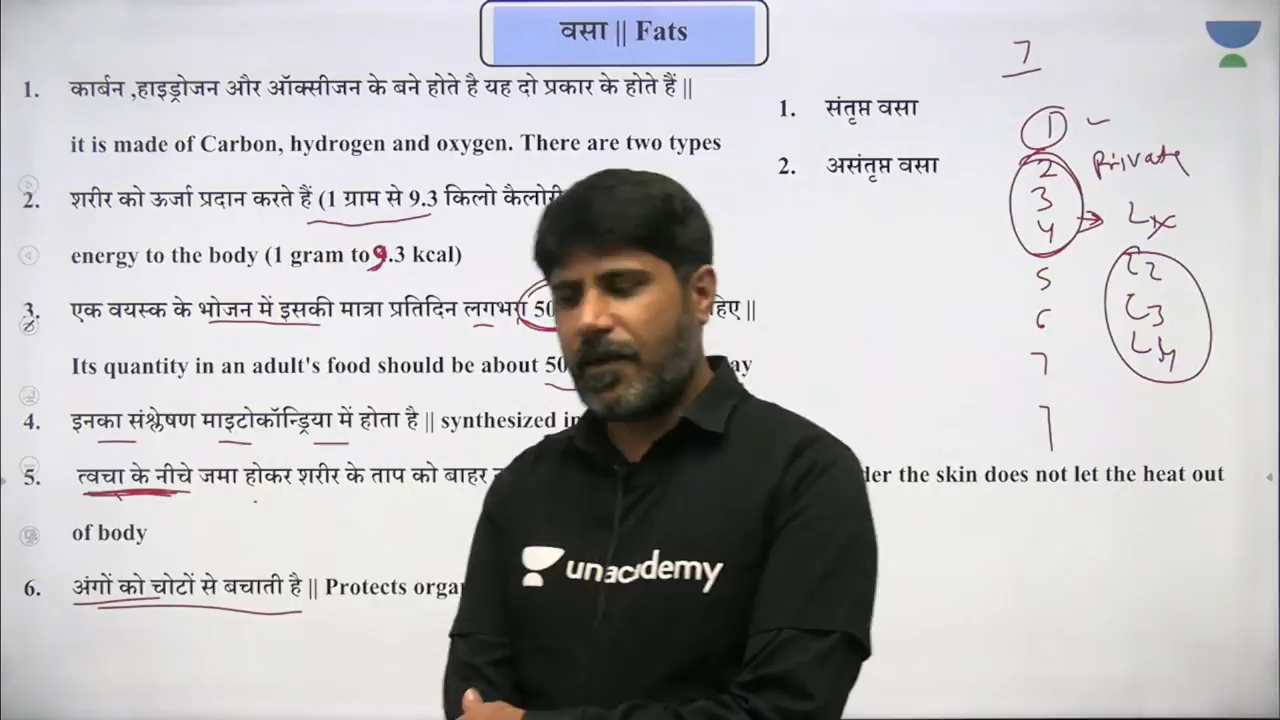 वसा || Fats
1. कार्बन ,हाइड्रोजन और ऑक्सीजन के बने होते है यह दो प्रकार के होते हैं ||
it is made of Carbon, hydrogen and oxygen. There are two types
1. संतृप्त वसा
2. असंतृप्त वसा
2. शरीर को ऊर्जा प्रदान करते हैं (1 ग्राम से 9.3 किलो कैलोरी
energy to the body (1 gram to 9.3 kcal)
3. एक वयस्क के भोजन में इसकी मात्रा प्रतिदिन लगभग 50
Its quantity in an adult's food should be about 50
4. इनका संश्लेषण माइटोकॉन्ड्रिया में होता है || synthesized in
5. त्वचा के नीचे जमा होकर शरीर के ताप को बाहर
the skin does not let the heat out
of body
6. अंगों को चोटों से बचाती है || Protects
7
1
2 Private
3
4
5 L2
6 L3
7 L4
7
unacademy